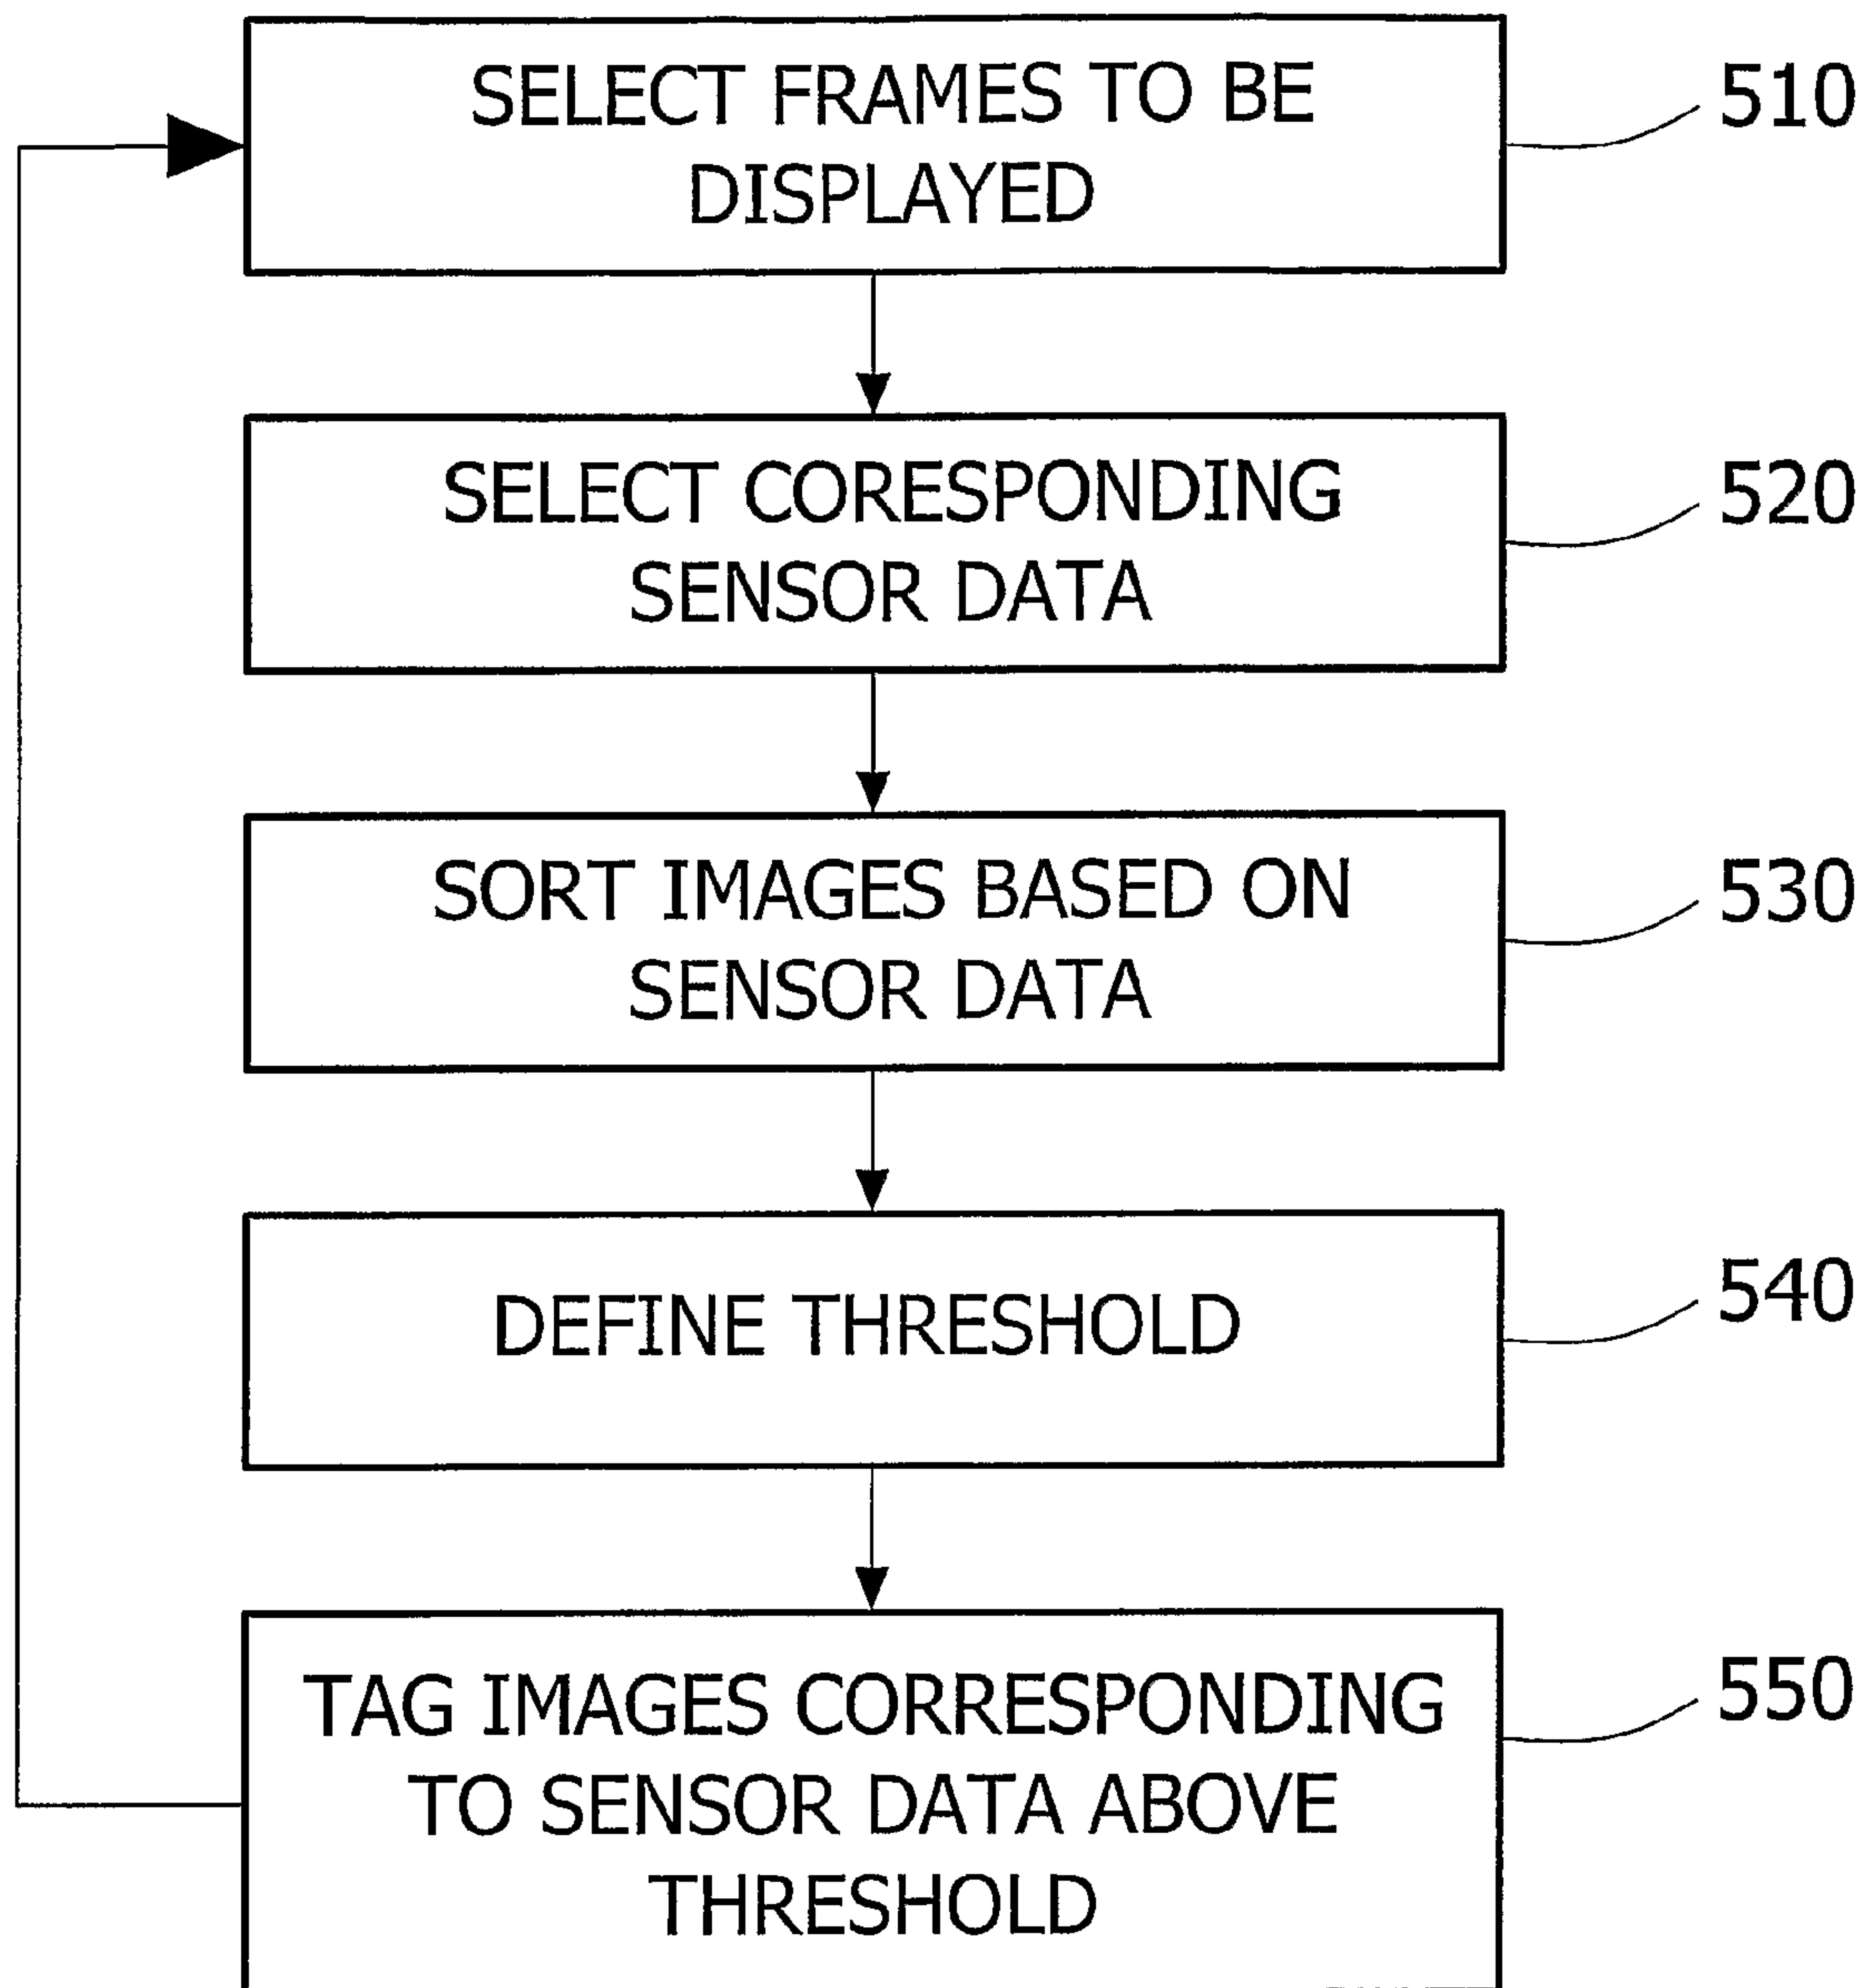 SELECT FRAMES TO BE
DISPLAYED
510
SELECT CORESPONDING
SENSOR DATA
520
SORT IMAGES BASED ON
SENSOR DATA
530
DEFINE THRESHOLD
540
TAG IMAGES CORRESPONDING
TO SENSOR DATA ABOVE
THRESHOLD
550